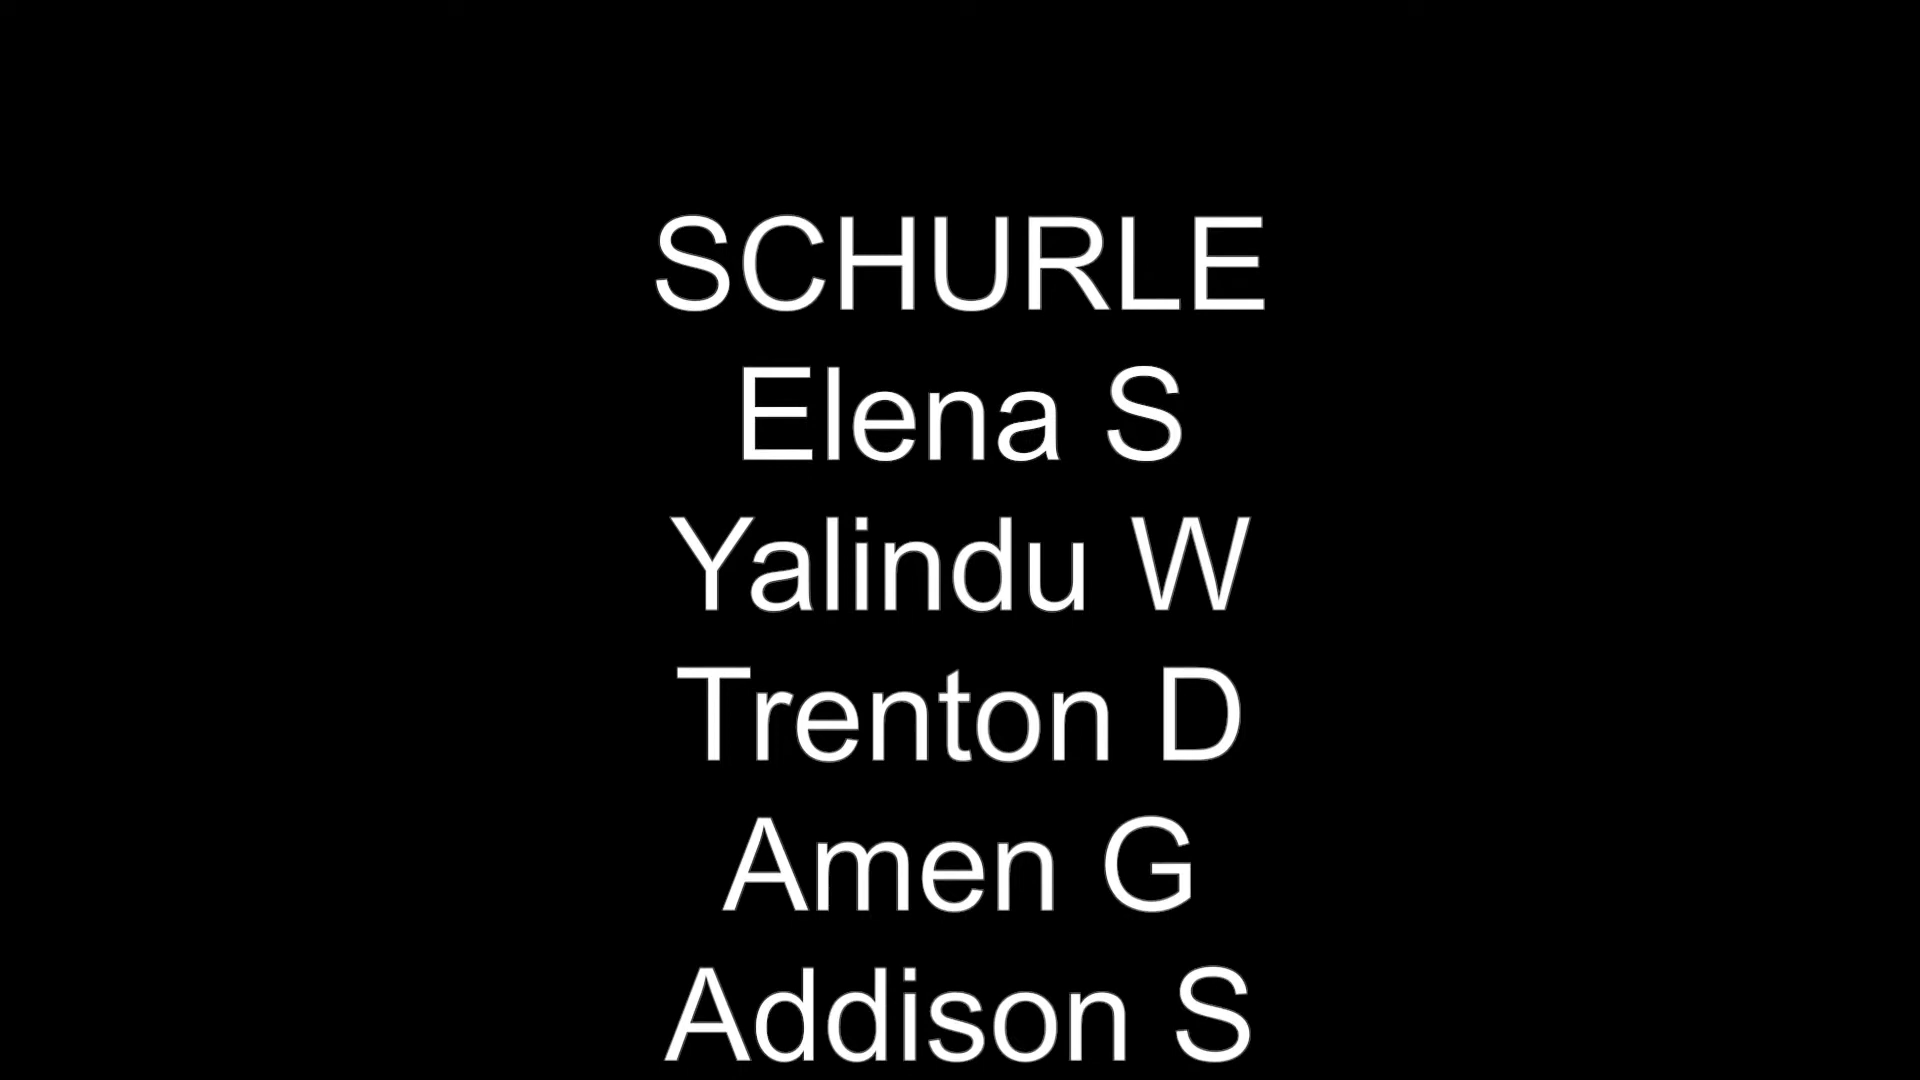 SCHURLE
Elena S
Yalindu W
Trenton D
Amen G
Addison S